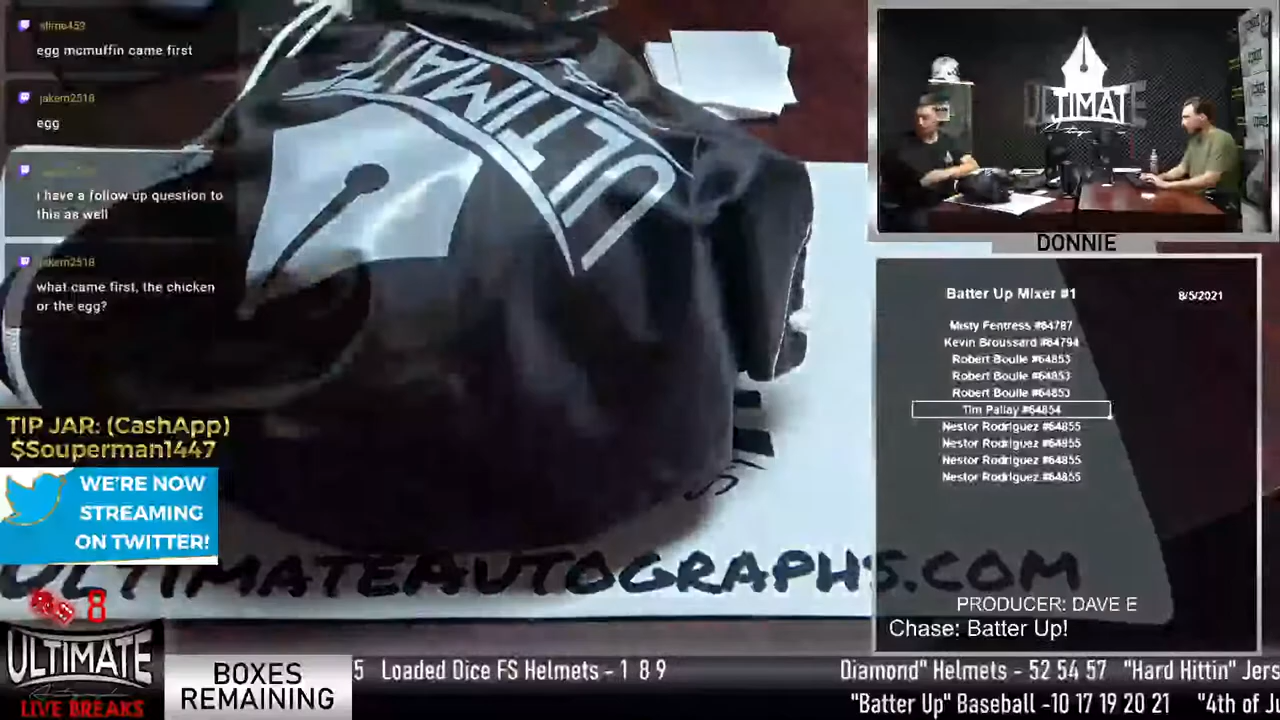 slimo453
egg mcmuffin came first
jakem2518
egg
i have a follow up question to
this as well
jakem2518
what came first, the chicken
or the egg?
ULTIMATE
TIP JAR: (CashApp)
$Souperman1447
WE'RE NOW
STREAMING
ON TWITTER!
ULTIMATEAUTOGRAPHS.COM
ULTIMATE
DONNIE
Batter Up Mixer #1
8/5/2021
Misty Fentress #64787
Kevin Broussard #64794
Robert Boulle #64853
Robert Boulle #64853
Robert Boulle #64853
Tim Pallay #64854
Nestor Rodriguez #64855
Nestor Rodriguez #64855
Nestor Rodriguez #64855
Nestor Rodriguez #64855
PRODUCER: DAVE E
Chase: Batter Up!
8
ULTIMATE
LIVE BREAKS
BOXES
REMAINING
5 Loaded Dice FS Helmets - 1 8 9
Diamond" Helmets - 52 54 57 "Hard Hittin" Jers
"Batter Up" Baseball -10 17 19 20 21 "4th of Ju